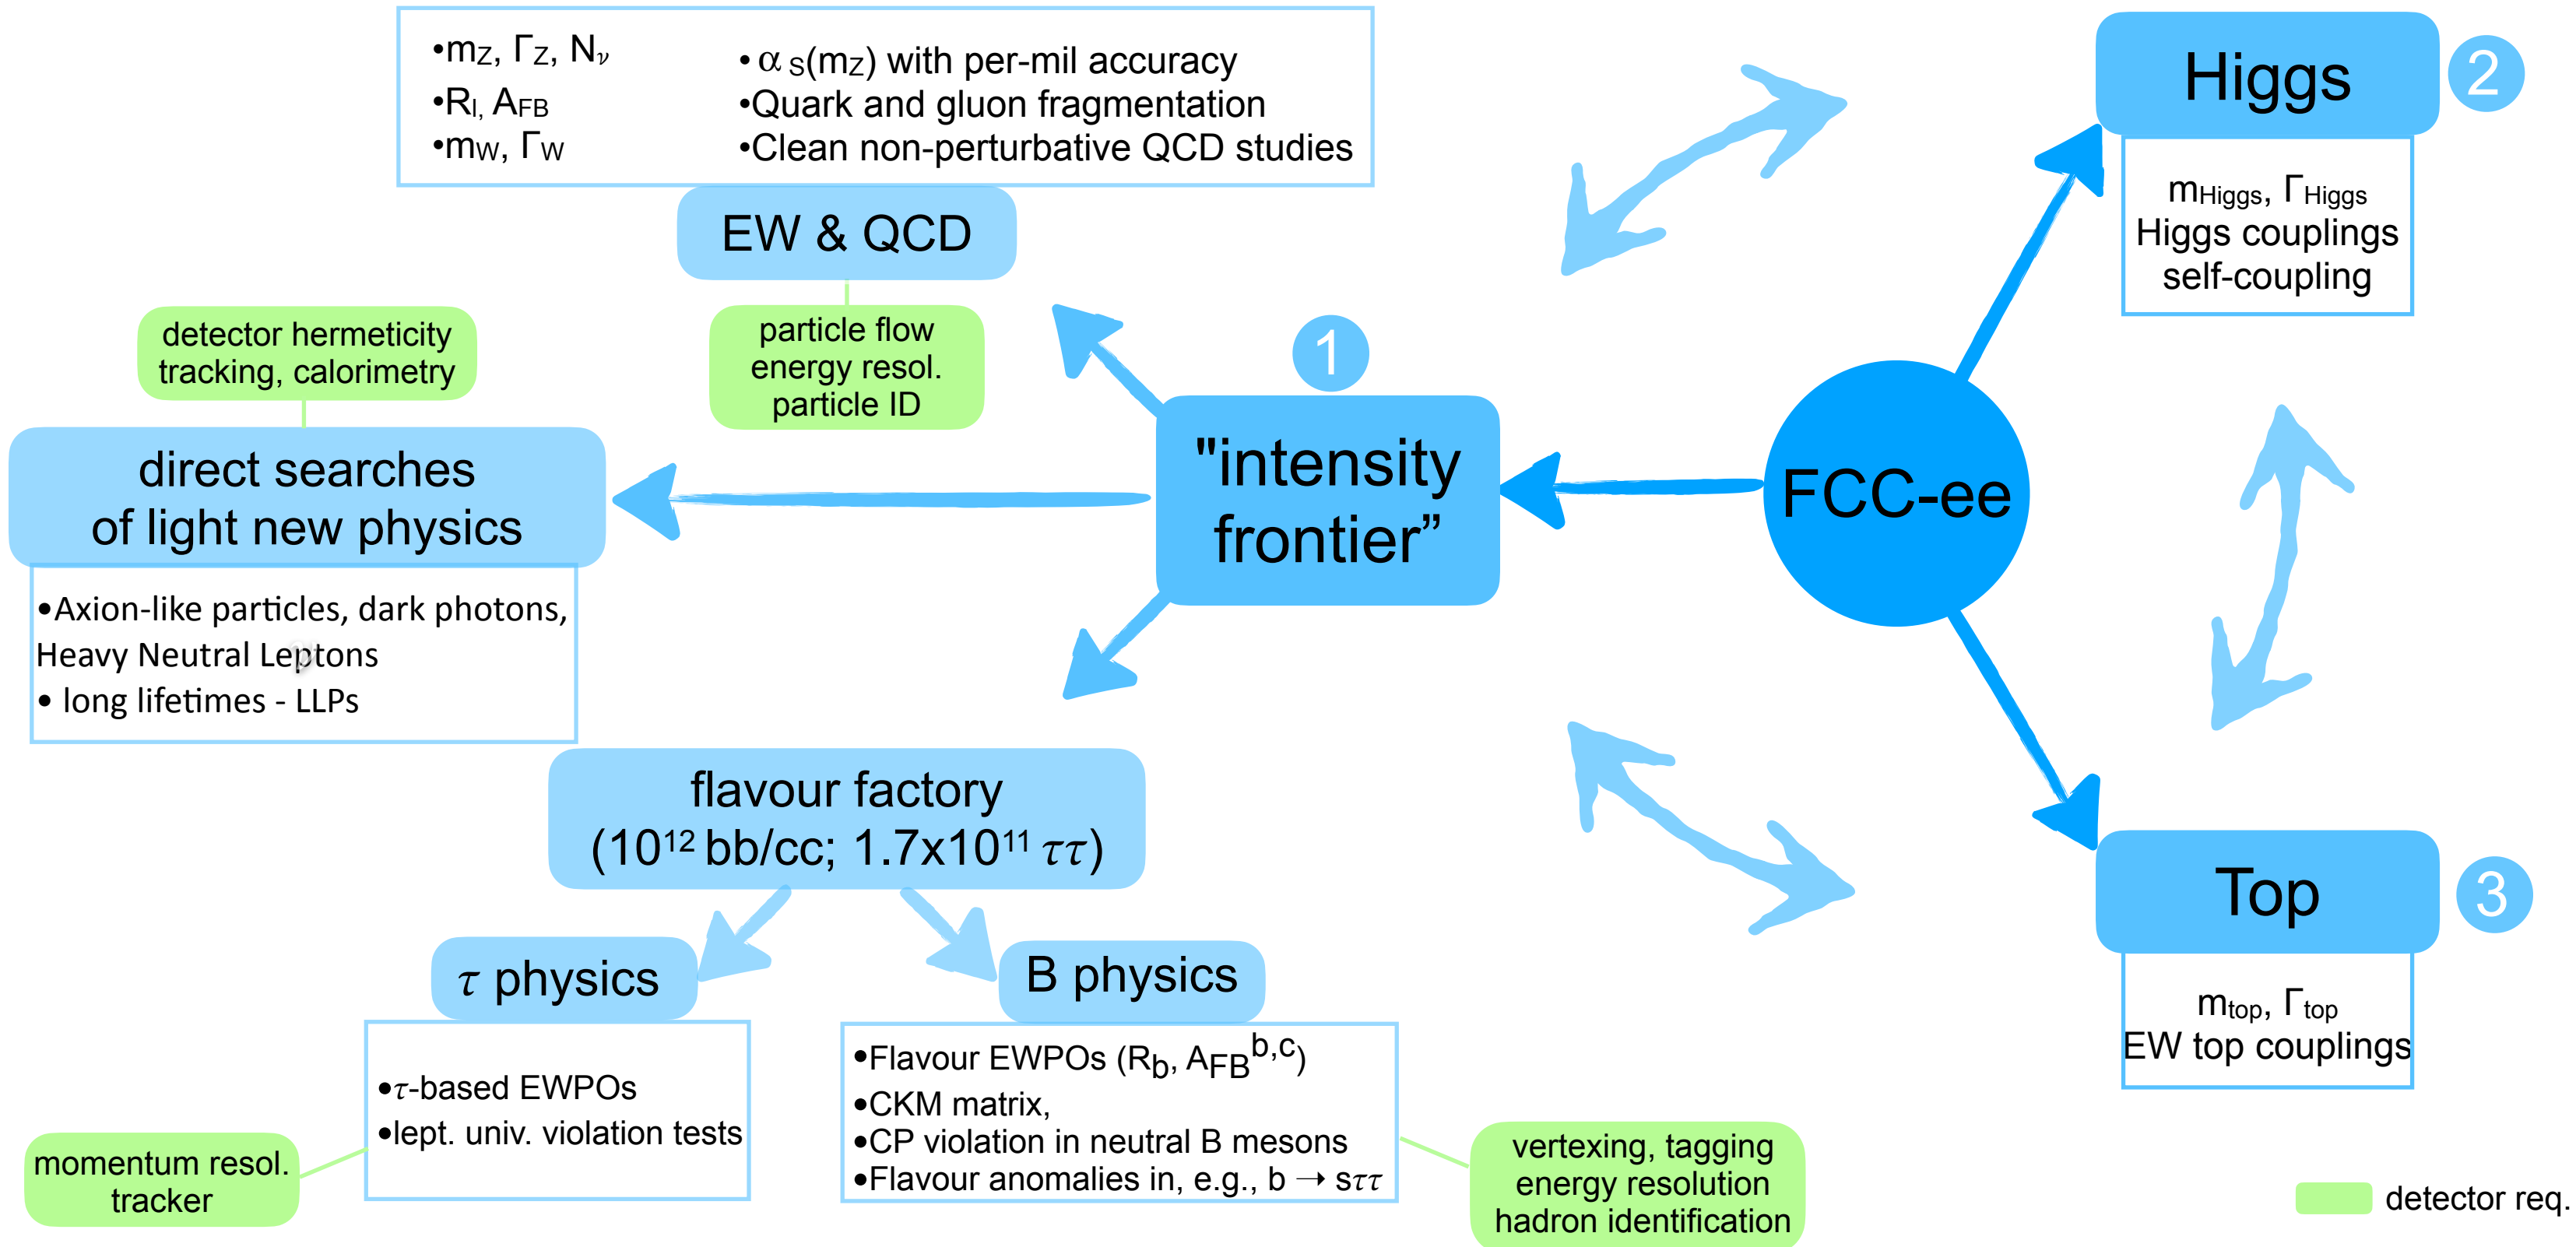 •mZ, ΓZ, Nν
•Rl, AFB
•mW, ΓW
•αS(mZ) with per-mil accuracy
•Quark and gluon fragmentation
•Clean non-perturbative QCD studies
EW & QCD
particle flow
energy resol.
particle ID
detector hermeticity
tracking, calorimetry
direct searches
of light new physics
•Axion-like particles, dark photons,
Heavy Neutral Leptons
• long lifetimes - LLPs
1
"intensity
frontier”
FCC-ee
Higgs
2
mHiggs, ΓHiggs
Higgs couplings
self-coupling
Top
3
mtop, Γtop
EW top couplings
flavour factory
(10¹² bb/cc; 1.7x10¹¹ ττ)
τ physics
•τ-based EWPOs
•lept. univ. violation tests
momentum resol.
tracker
B physics
•Flavour EWPOs (Rb, AFBb,c)
•CKM matrix,
•CP violation in neutral B mesons
•Flavour anomalies in, e.g., b → sττ
vertexing, tagging
energy resolution
hadron identification
detector req.